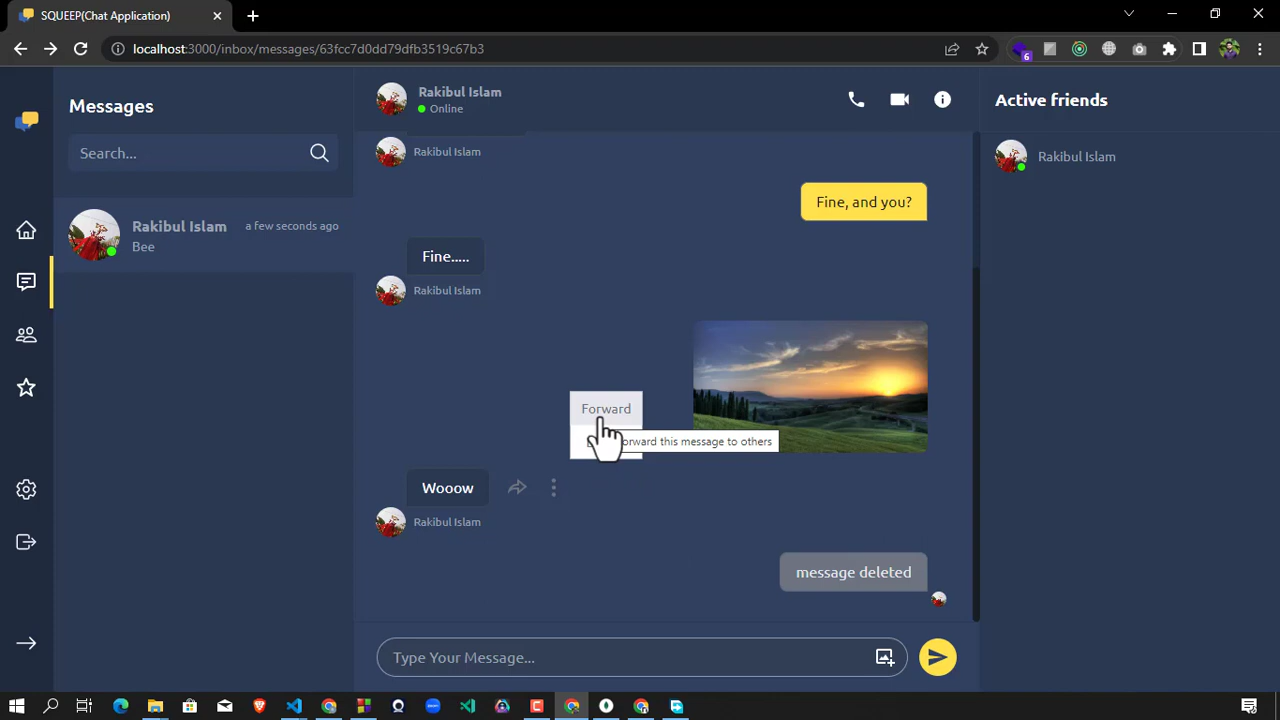 SQUEEP(Chat Application)
localhost:3000/inbox/messages/63fcc7d0dd79dfb3519c67b3
6
Messages
Search...
Rakibul Islam
a few seconds ago
Bee
Rakibul Islam
Online
Rakibul Islam
Fine, and you?
Fine.....
Rakibul Islam
Forward
orward this message to others
Wooow
Rakibul Islam
message deleted
Type Your Message...
Active friends
Rakibul Islam